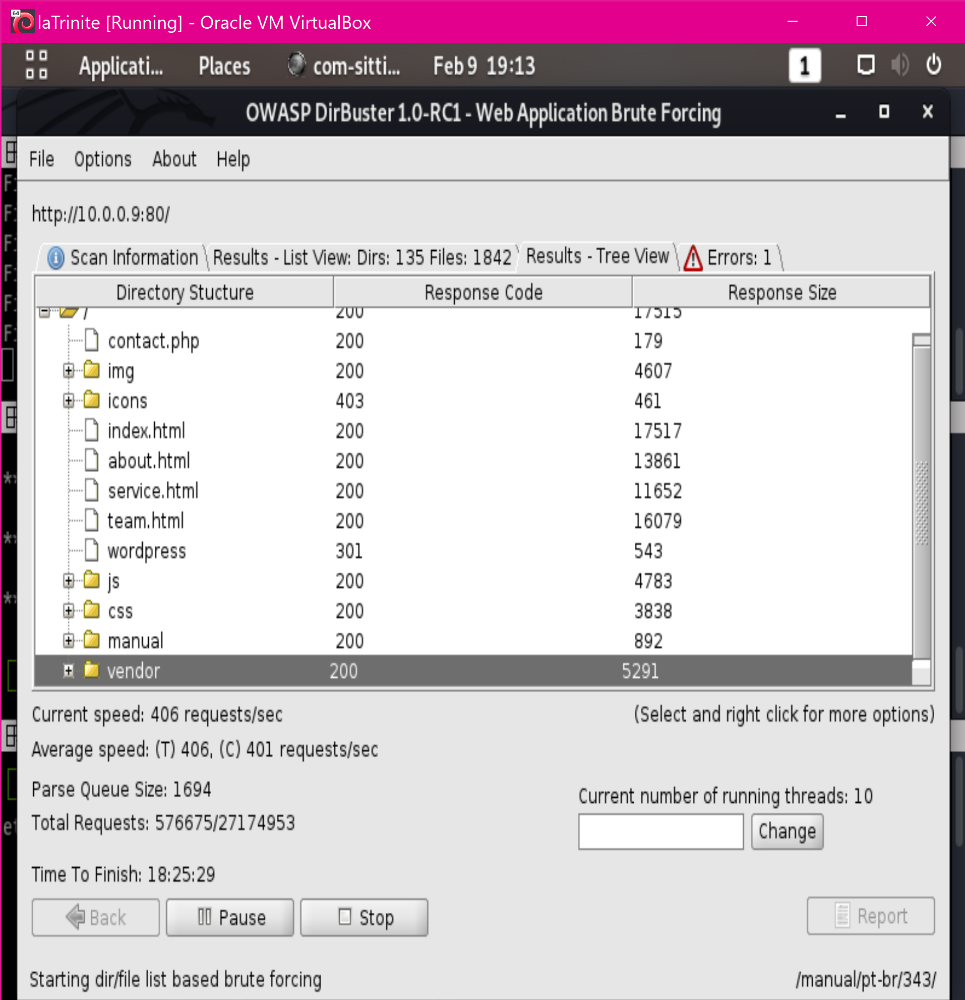 64
laTrinite [Running] - Oracle VM VirtualBox
Applicati... Places com-sitti... Feb 9 19:13 1
OWASP DirBuster 1.0-RC1 - Web Application Brute Forcing
File Options About Help
http://10.0.0.9:80/
Scan Information Results - List View: Dirs: 135 Files: 1842 Results - Tree View Errors: 1
Directory Stucture Response Code Response Size
/ 200 17515
contact.php 200 179
img 200 4607
icons 403 461
index.html 200 17517
about.html 200 13861
service.html 200 11652
team.html 200 16079
wordpress 301 543
js 200 4783
css 200 3838
manual 200 892
vendor 200 5291
Current speed: 406 requests/sec (Select and right click for more options)
Average speed: (T) 406, (C) 401 requests/sec
Parse Queue Size: 1694
Current number of running threads: 10
Total Requests: 576675/27174953
Change
Time To Finish: 18:25:29
Back Pause Stop Report
Starting dir/file list based brute forcing /manual/pt-br/343/